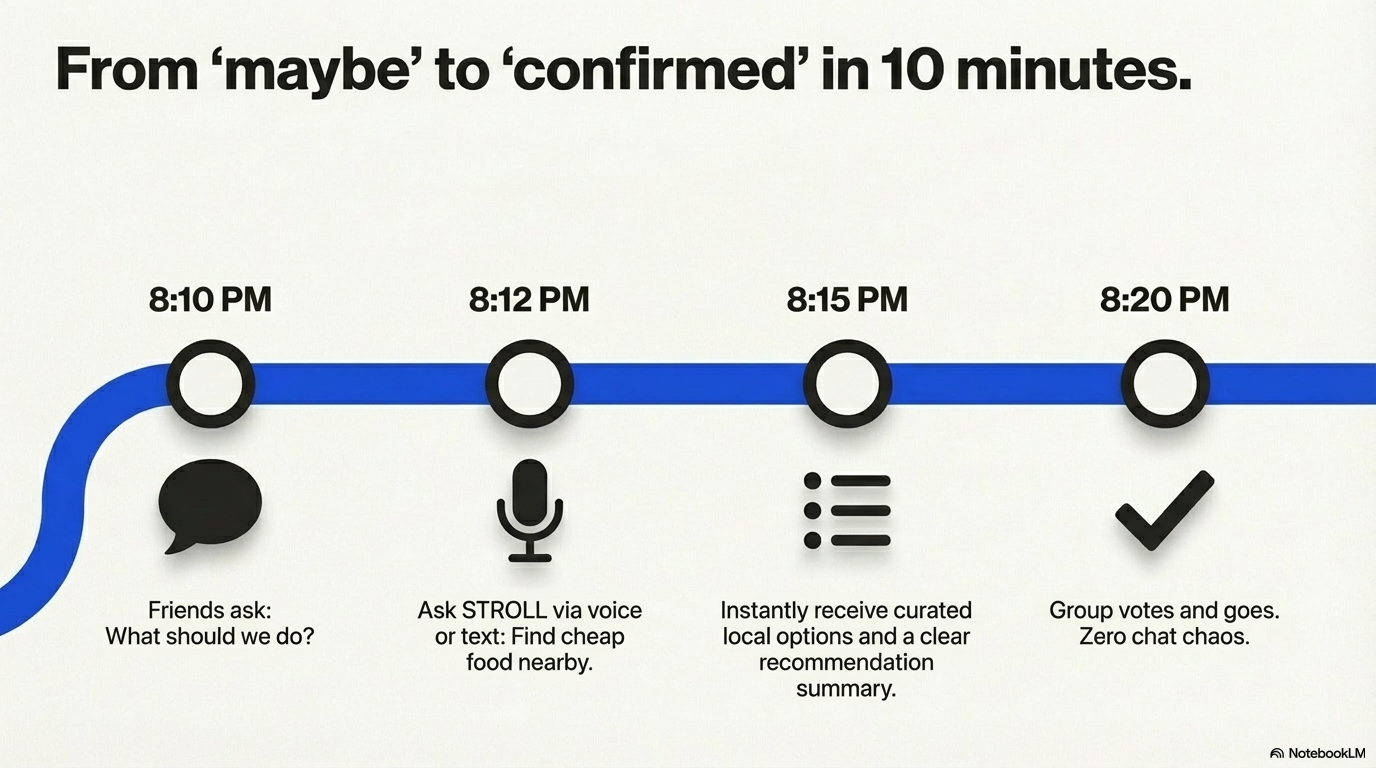 From ‘maybe’ to ‘confirmed’ in 10 minutes.
8:10 PM
8:12 PM
8:15 PM
8:20 PM
Friends ask:
What should we do?
Ask STROLL via voice
or text: Find cheap
food nearby.
Instantly receive curated
local options and a clear
recommendation
summary.
Group votes and goes.
Zero chat chaos.
NotebookLM